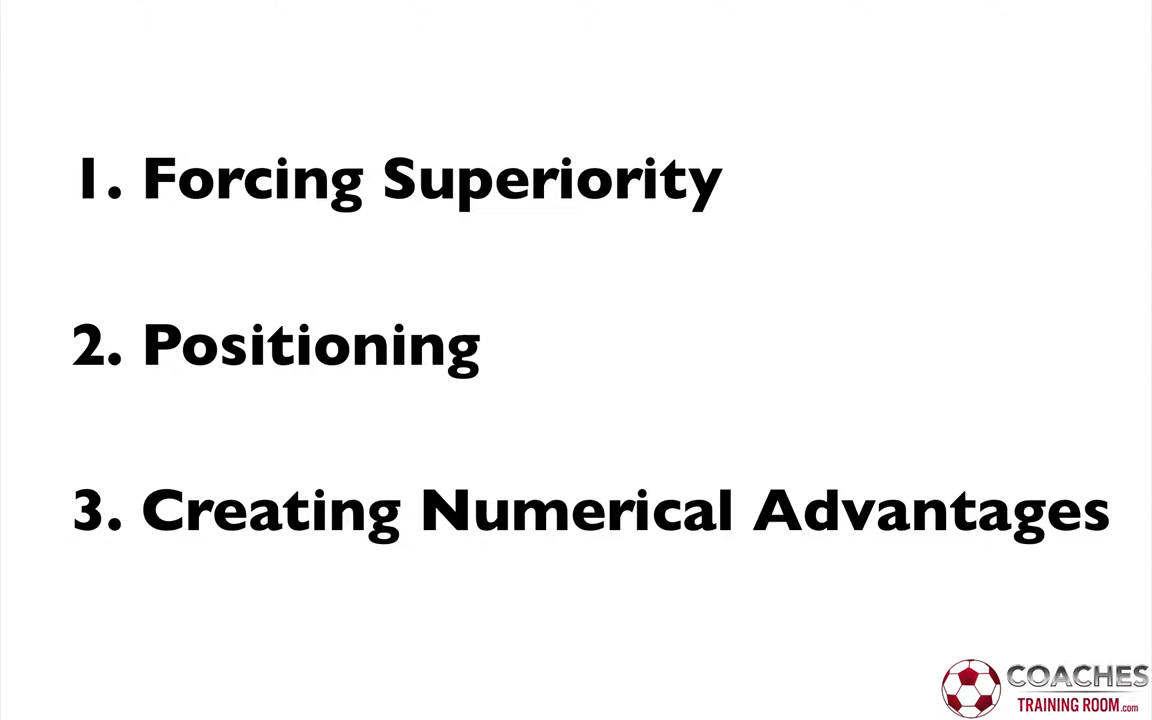 1. Forcing Superiority
2. Positioning
3. Creating Numerical Advantages
COACHES
TRAINING ROOM.com